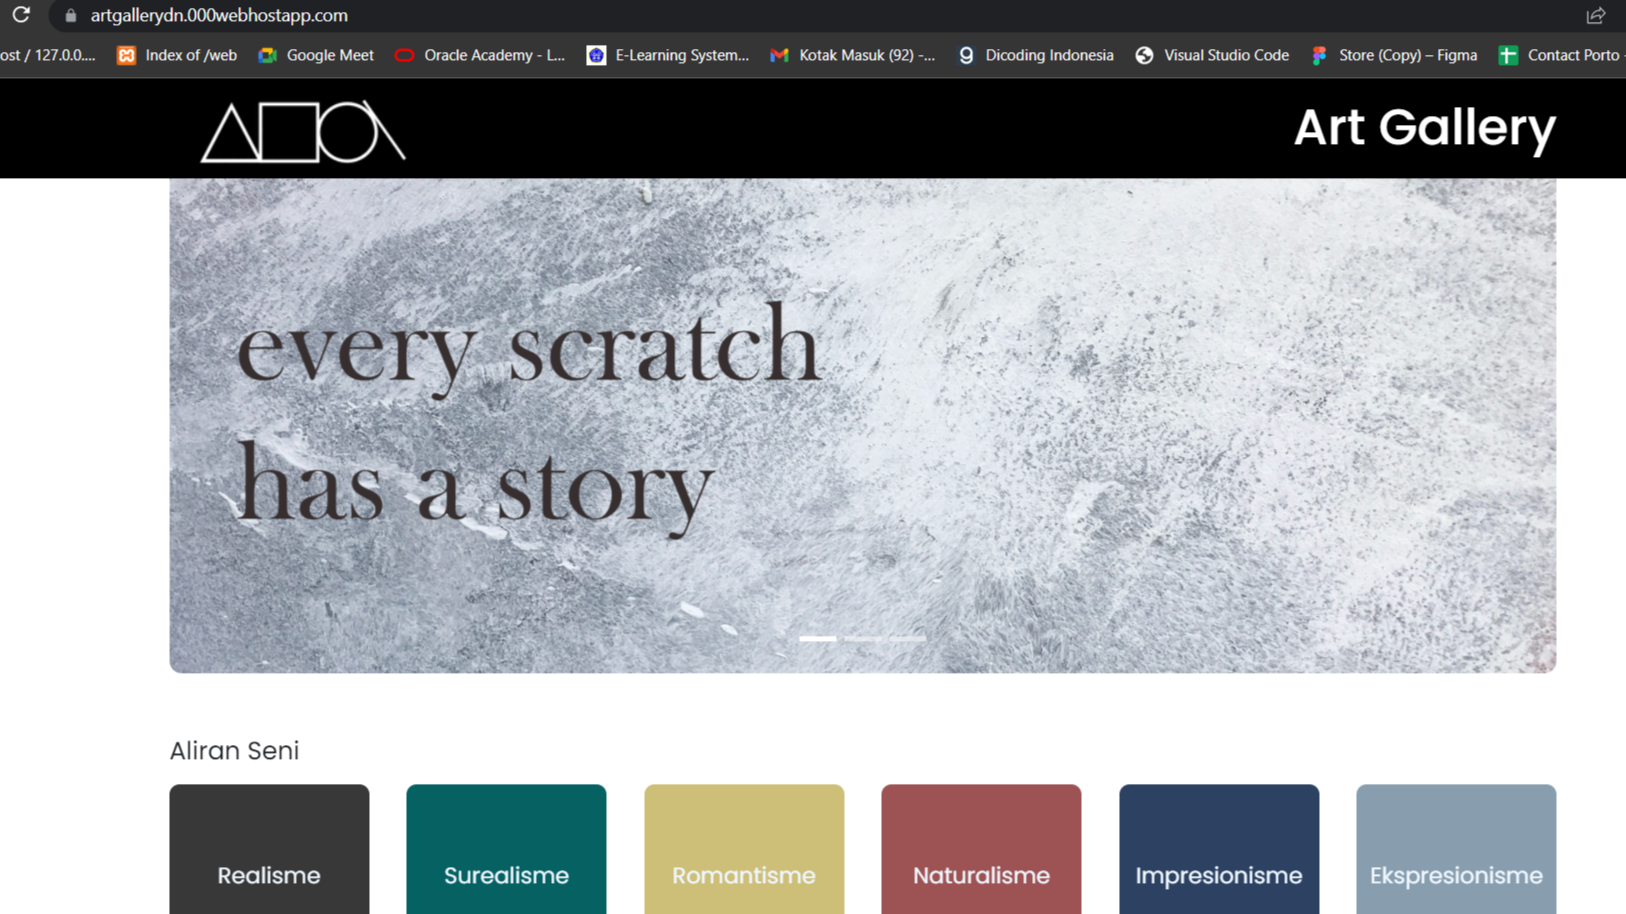 artgallerydn.000webhostapp.com
ost / 127.0.0.... Index of /web Google Meet Oracle Academy - L... E-Learning System... Kotak Masuk (92) -... Dicoding Indonesia Visual Studio Code Store (Copy) – Figma Contact Porto
Art Gallery
every scratch
has a story
Aliran Seni
Realisme Surealisme Romantisme Naturalisme Impresionisme Ekspresionisme